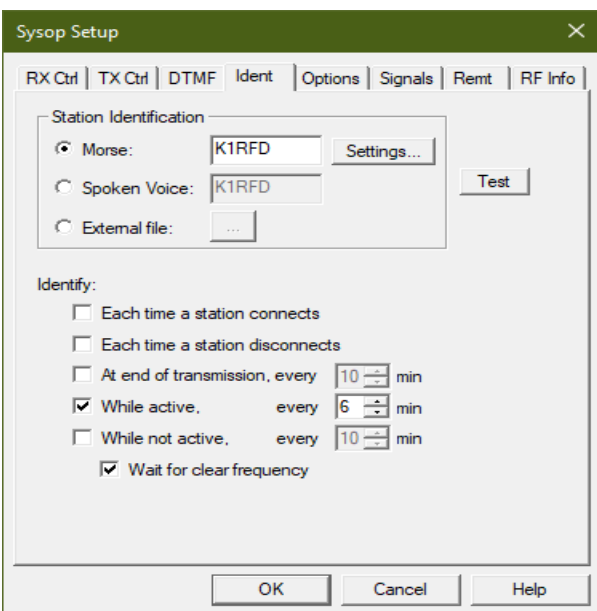 Sysop Setup
RX Ctrl TX Ctrl DTMF Ident Options Signals Remt RF Info
Station Identification
Morse: K1RFD Settings...
Spoken Voice: K1RFD Test
External file: ...
Identify:
Each time a station connects
Each time a station disconnects
At end of transmission, every 10 min
While active, every 6 min
While not active, every 10 min
Wait for clear frequency
OK Cancel Help